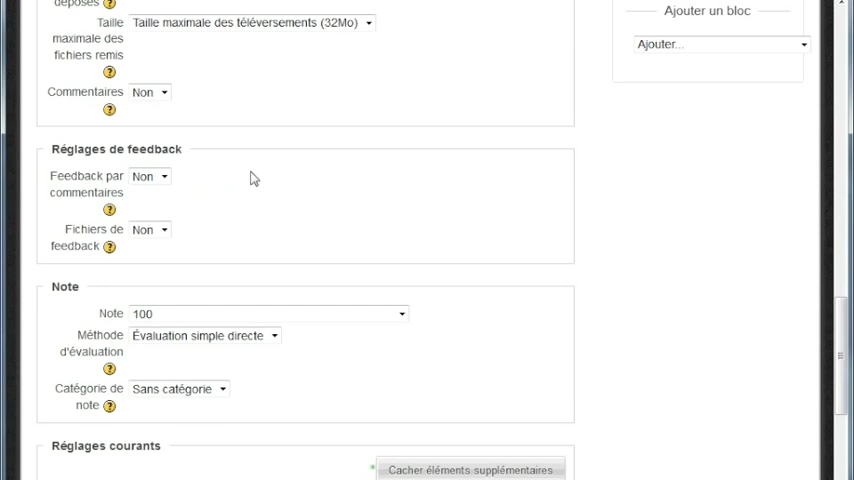 déposés ?
Taille maximale des fichiers remis ? Taille maximale des téléversements (32Mo)
Commentaires ? Non
Réglages de feedback
Feedback par commentaires ? Non
Fichiers de feedback ? Non
Note
Note 100
Méthode d'évaluation ? Évaluation simple directe
Catégorie de note ? Sans catégorie
Réglages courants
* Cacher éléments supplémentaires
Ajouter un bloc
Ajouter...